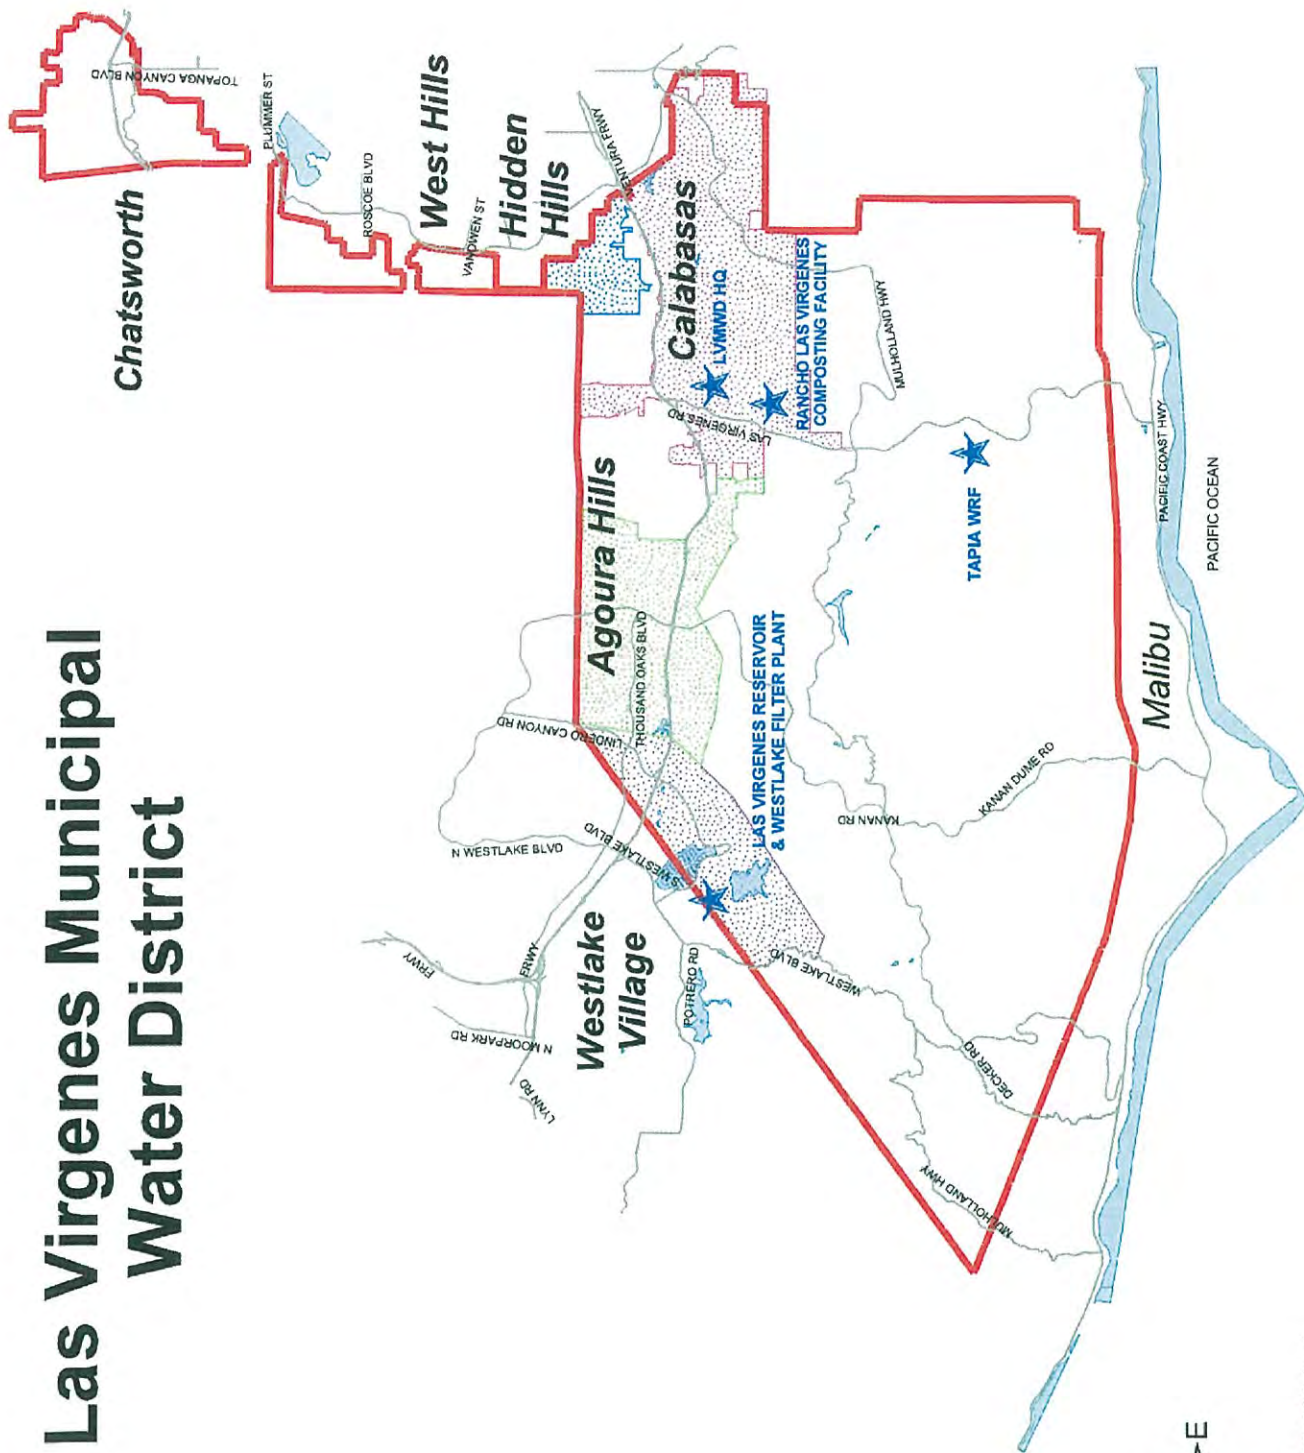 Las Virgenes Municipal
Water District
Chatsworth
TOPANGA CANYON BLVD
PLUMMER ST
ROSCOE BLVD
West Hills
VANOWEN ST
Hidden
Hills
VENTURA FRWY
Calabasas
LVMWD HQ
RANCHO LAS VIRGENES
COMPOSTING FACILITY
LAS VIRGENES RD
MULHOLLAND HWY
Agoura Hills
THOUSAND OAKS BLVD
LINDERO CANYON RD
N WESTLAKE BLVD
S WESTLAKE BLVD
FRWY
FRWY
N MOORPARK RD
LYNN RD
Westlake
Village
POTRERO RD
WESTLAKE BLVD
LAS VIRGENES RESERVOIR
& WESTLAKE FILTER PLANT
KANAN RD
KANAN DUME RD
TAPIA WRF
DECKER RD
MULHOLLAND HWY
Malibu
PACIFIC COAST HWY
PACIFIC OCEAN
E